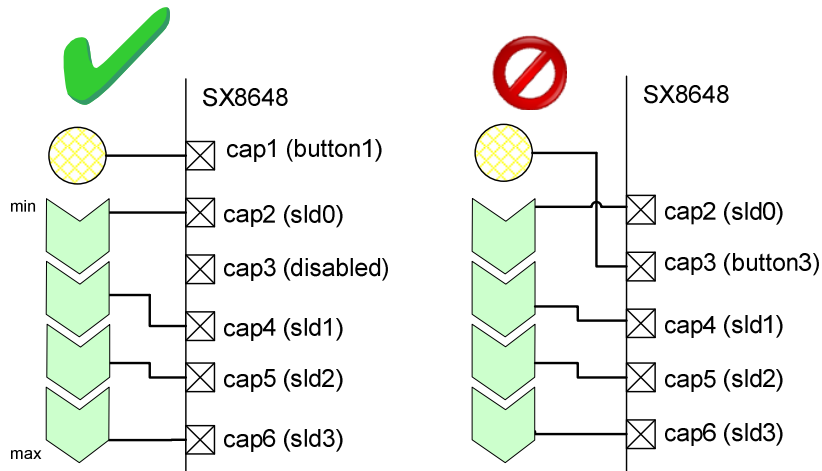 SX8648
cap1 (button1)
min
cap2 (sld0)
cap3 (disabled)
cap4 (sld1)
cap5 (sld2)
cap6 (sld3)
max
SX8648
cap2 (sld0)
cap3 (button3)
cap4 (sld1)
cap5 (sld2)
cap6 (sld3)